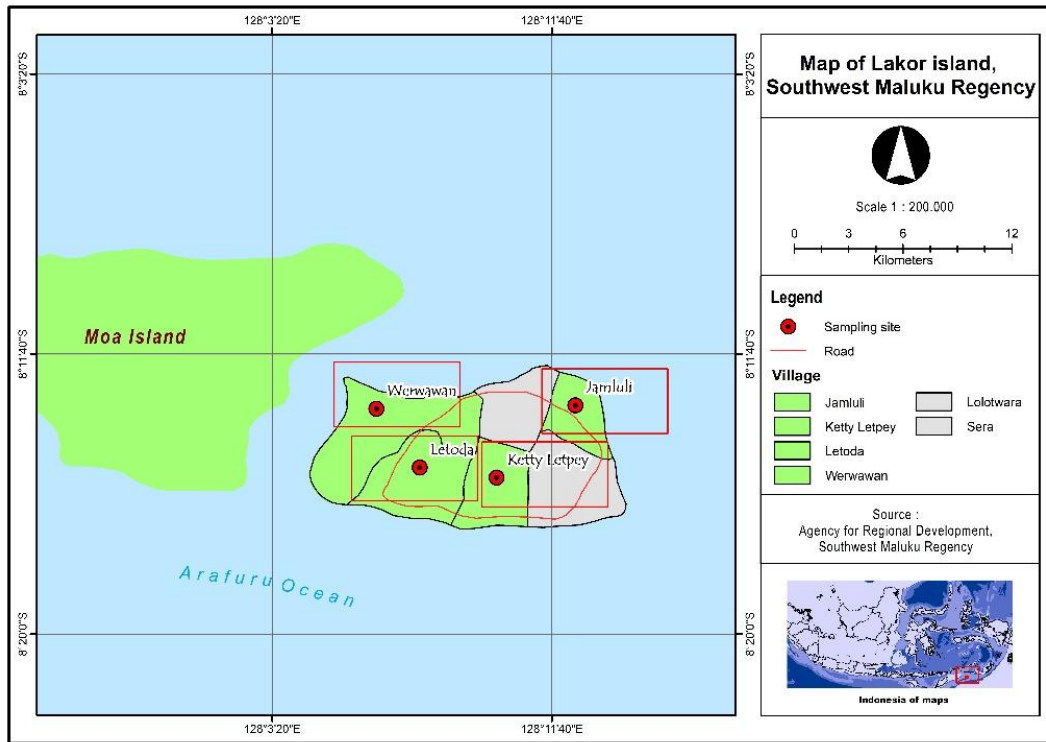 128°3'20"E
128°11'40"E
8°3'20"S
8°3'20"S
Moa Island
8°11'40"S
8°11'40"S
Werwawan
Jamluli
Letoda
Ketty Letpey
Arafuru Ocean
8°20'0"S
8°20'0"S
128°3'20"E
128°11'40"E
Map of Lakor island,
Southwest Maluku Regency
Scale 1 : 200.000
0 3 6 12
Kilometers
Legend
Sampling site
Road
Village
Jamluli
Ketty Letpey
Letoda
Werwawan
Lolotwara
Sera
Source :
Agency for Regional Development,
Southwest Maluku Regency
Indonesia of maps